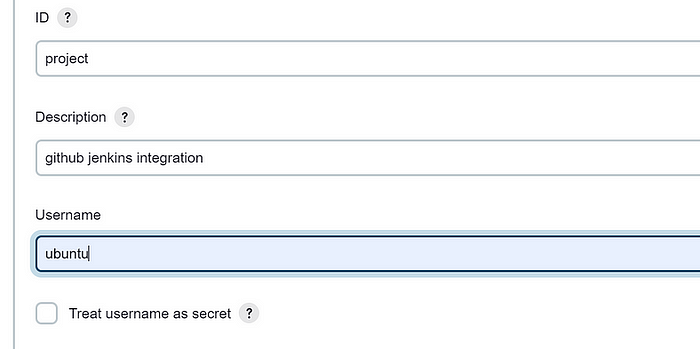 ID ?
project
Description ?
github jenkins integration
Username
ubuntu
Treat username as secret ?